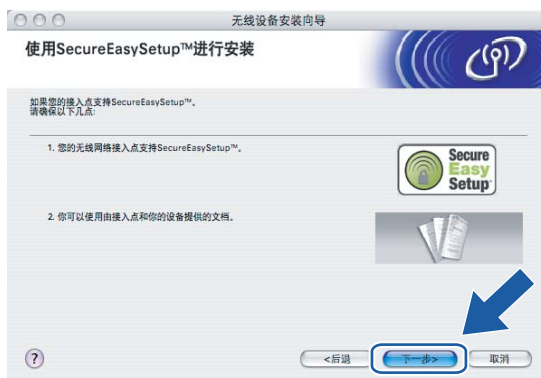 无线设备安装向导
使用SecureEasySetup™进行安装
如果您的接入点支持SecureEasySetup™。
请确保以下几点:
1. 您的无线网络接入点支持SecureEasySetup™。
Secure
Easy
Setup
2. 你可以使用由接入点和你的设备提供的文档。
?
<后退
下一步>
取消